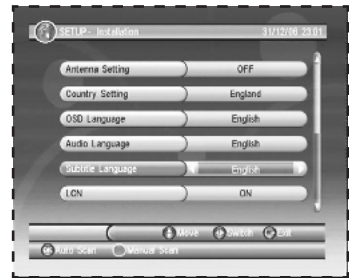 SETUP - Installation 31/12/06 23:01
Antenna Setting OFF
Country Setting England
OSD Language English
Audio Language English
Subtitle Language English
LCN ON
Move Switch Exit
OK Auto Scan Manual Scan